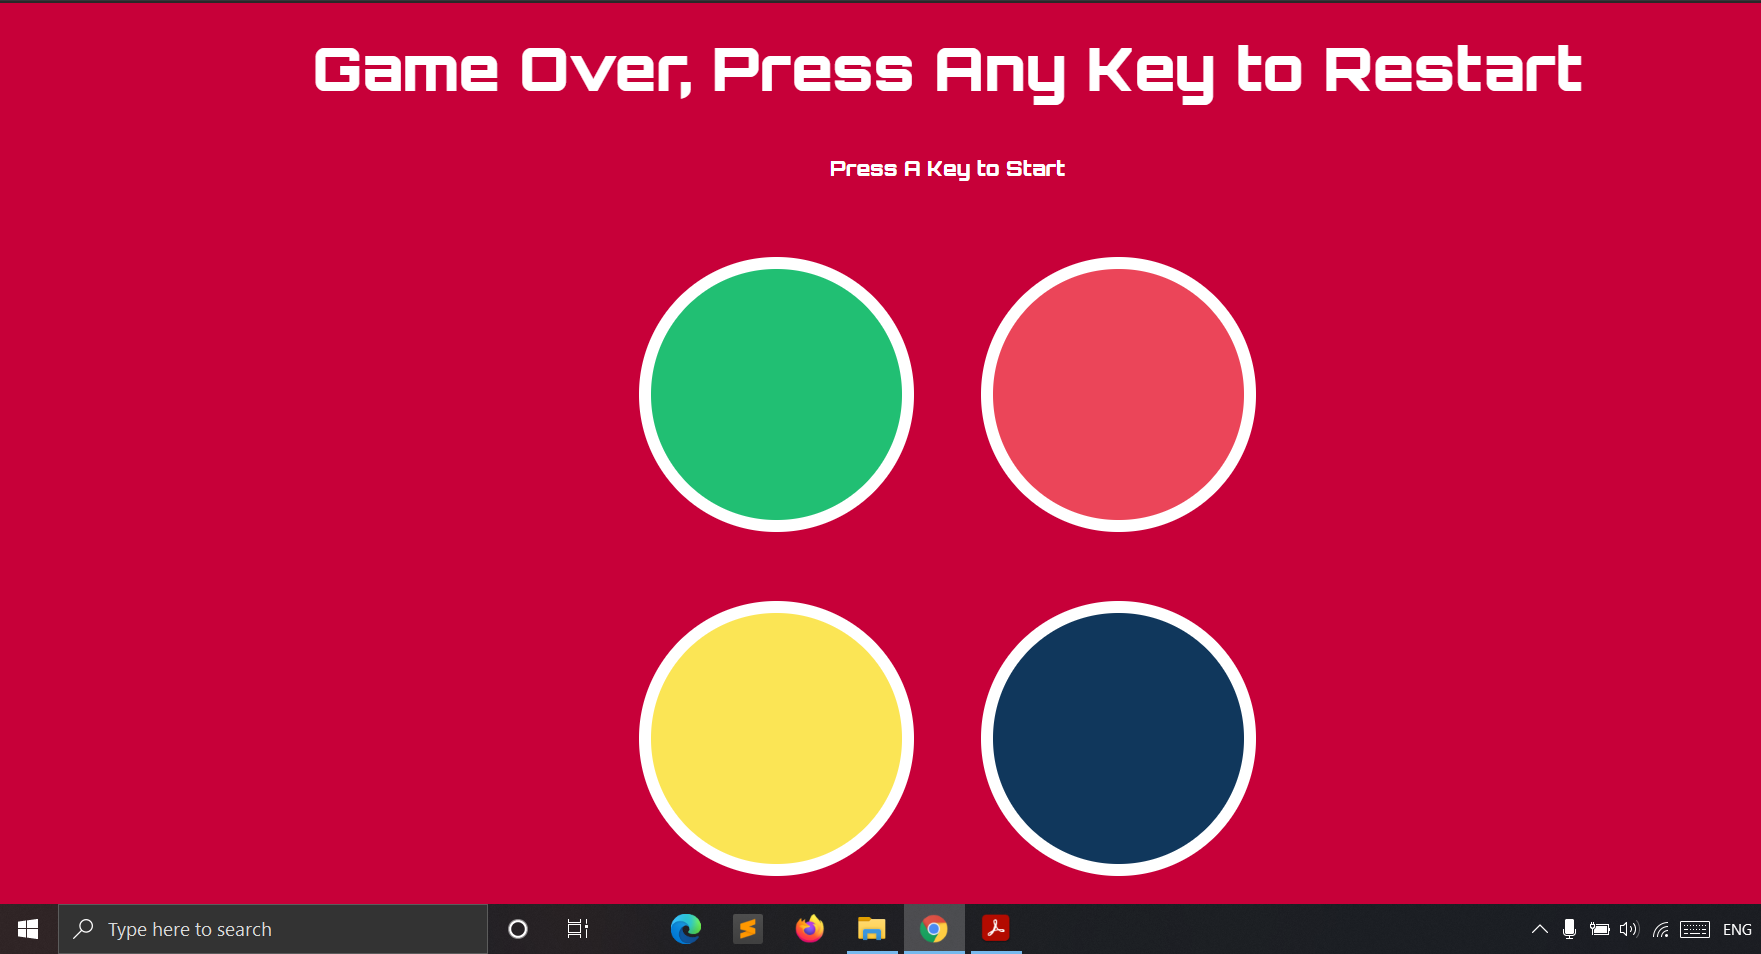 Game Over, Press Any Key to Restart
Press A Key to Start
Type here to search
ENG